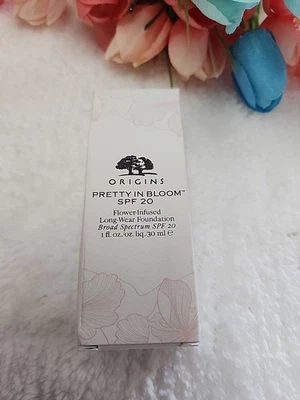 ORIGINS
PRETTY IN BLOOM™
SPF 20
Flower-Infused
Long-Wear Foundation
Broad Spectrum SPF 20
1 fl. oz./oz. liq./30 ml ℮